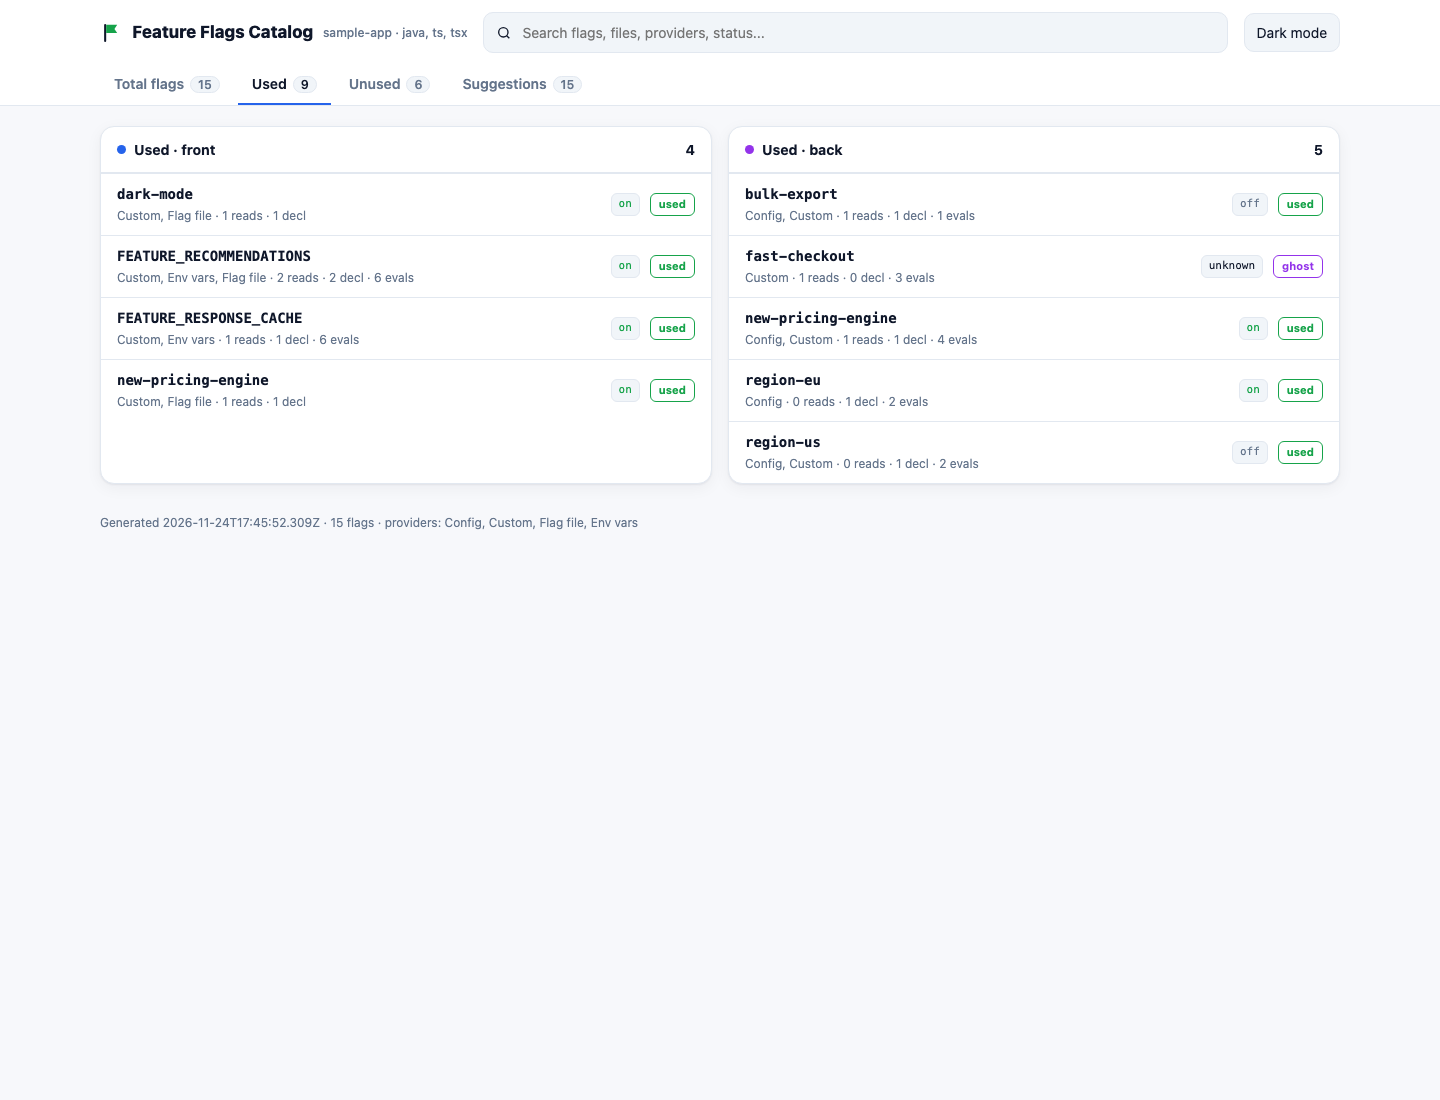 Feature Flags Catalog sample-app · java, ts, tsx
Search flags, files, providers, status...
Dark mode
Total flags 15
Used 9
Unused 6
Suggestions 15
Used · front 4
dark-mode
Custom, Flag file · 1 reads · 1 decl
on used
FEATURE_RECOMMENDATIONS
Custom, Env vars, Flag file · 2 reads · 2 decl · 6 evals
on used
FEATURE_RESPONSE_CACHE
Custom, Env vars · 1 reads · 1 decl · 6 evals
on used
new-pricing-engine
Custom, Flag file · 1 reads · 1 decl
on used
Used · back 5
bulk-export
Config, Custom · 1 reads · 1 decl · 1 evals
off used
fast-checkout
Custom · 1 reads · 0 decl · 3 evals
unknown ghost
new-pricing-engine
Config, Custom · 1 reads · 1 decl · 4 evals
on used
region-eu
Config · 0 reads · 1 decl · 2 evals
on used
region-us
Config, Custom · 0 reads · 1 decl · 2 evals
off used
Generated 2026-11-24T17:45:52.309Z · 15 flags · providers: Config, Custom, Flag file, Env vars